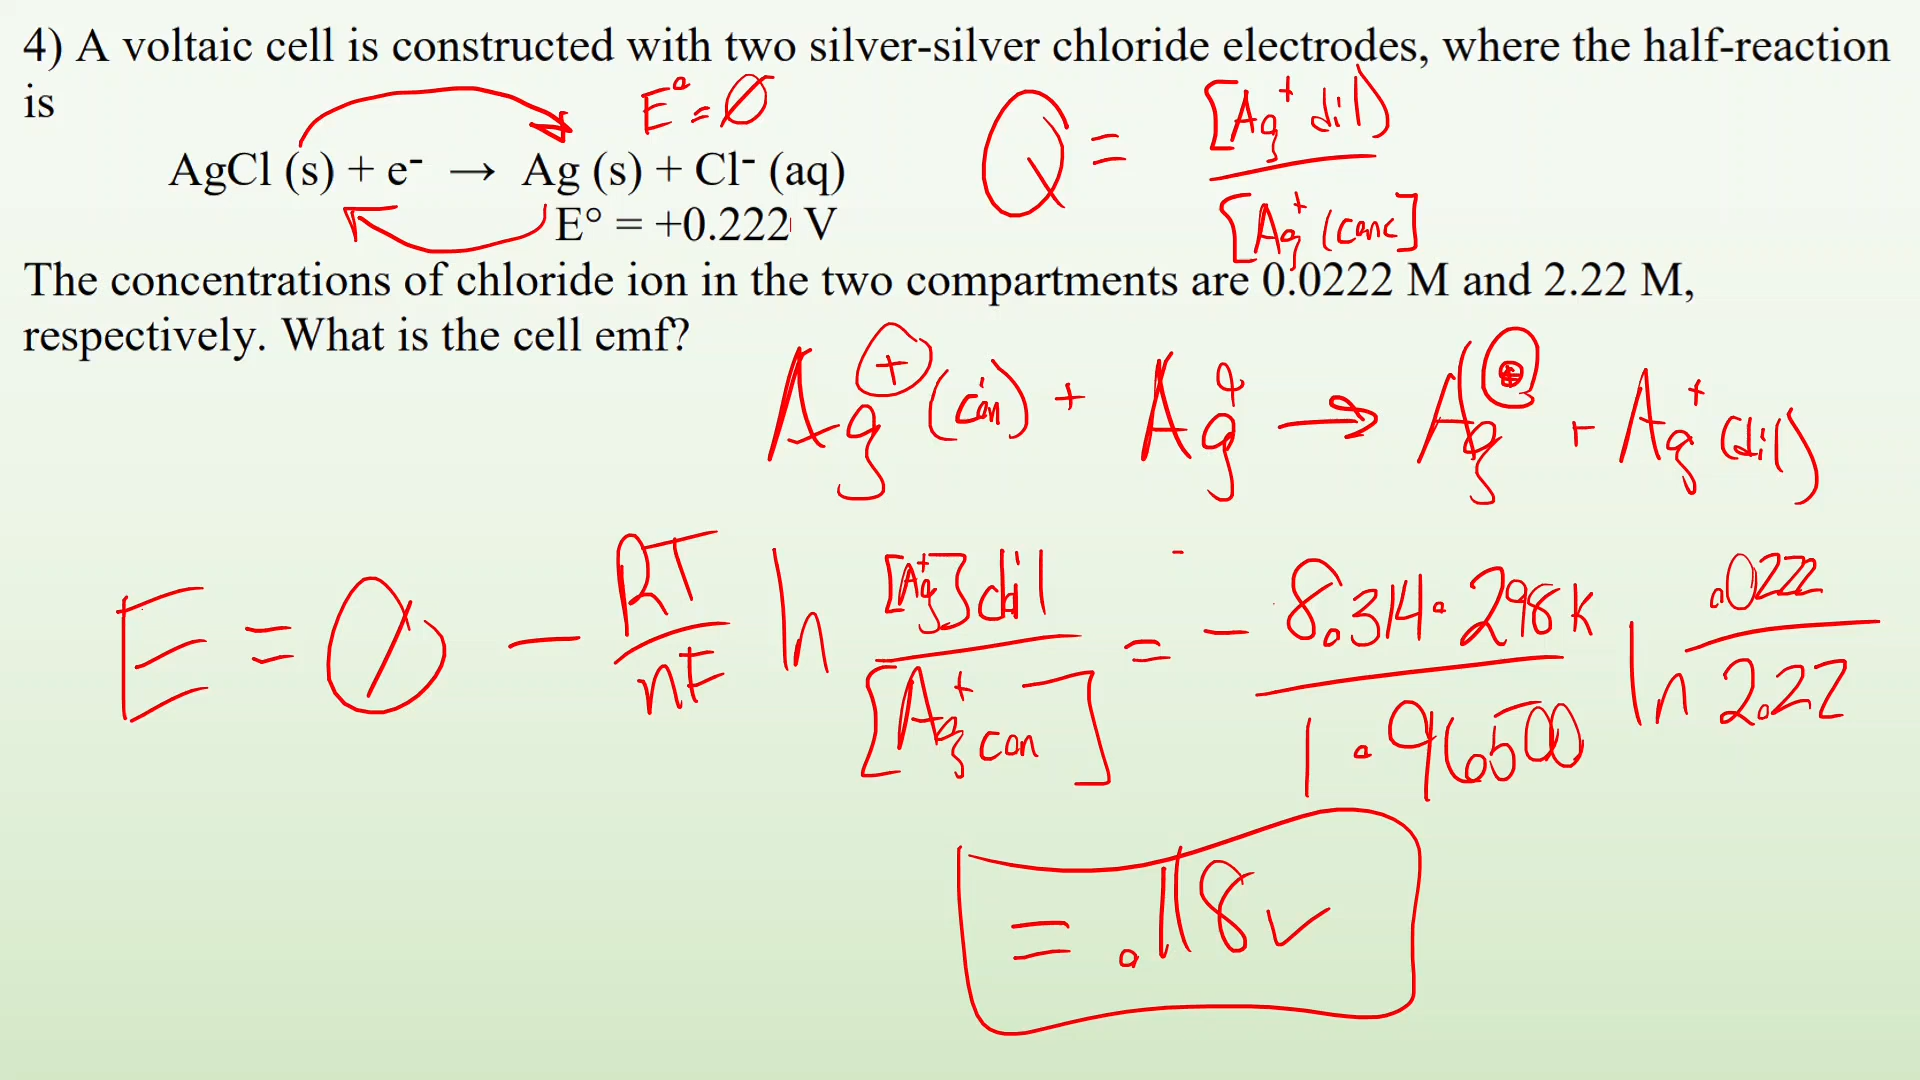 4) A voltaic cell is constructed with two silver-silver chloride electrodes, where the half-reaction
is
E° = Ø
AgCl (s) + e⁻ → Ag (s) + Cl⁻ (aq)
E° = +0.222 V
Q = [Ag⁺ dil) / [Ag⁺ (conc]
The concentrations of chloride ion in the two compartments are 0.0222 M and 2.22 M,
respectively. What is the cell emf?
Ag⁺ (con) + Ag → Ag + Ag⁺ (dil)
E = Ø − RT/nF ln [Ag⁺]dil / [Ag⁺ con] = − 8.314 · 298K / 1 · 96500 ln .0222 / 2.22
= .118 v